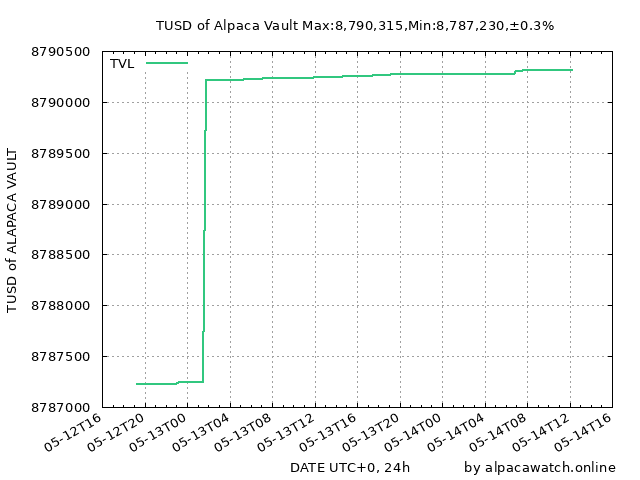 TUSD of Alpaca Vault Max:8,790,315,Min:8,787,230,±0.3%
TVL
8790500
8790000
8789500
8789000
8788500
8788000
8787500
8787000
TUSD of ALAPACA VAULT
05-12T16
05-12T20
05-13T00
05-13T04
05-13T08
05-13T12
05-13T16
05-13T20
05-14T00
05-14T04
05-14T08
05-14T12
05-14T16
DATE UTC+0, 24h
by alpacawatch.online